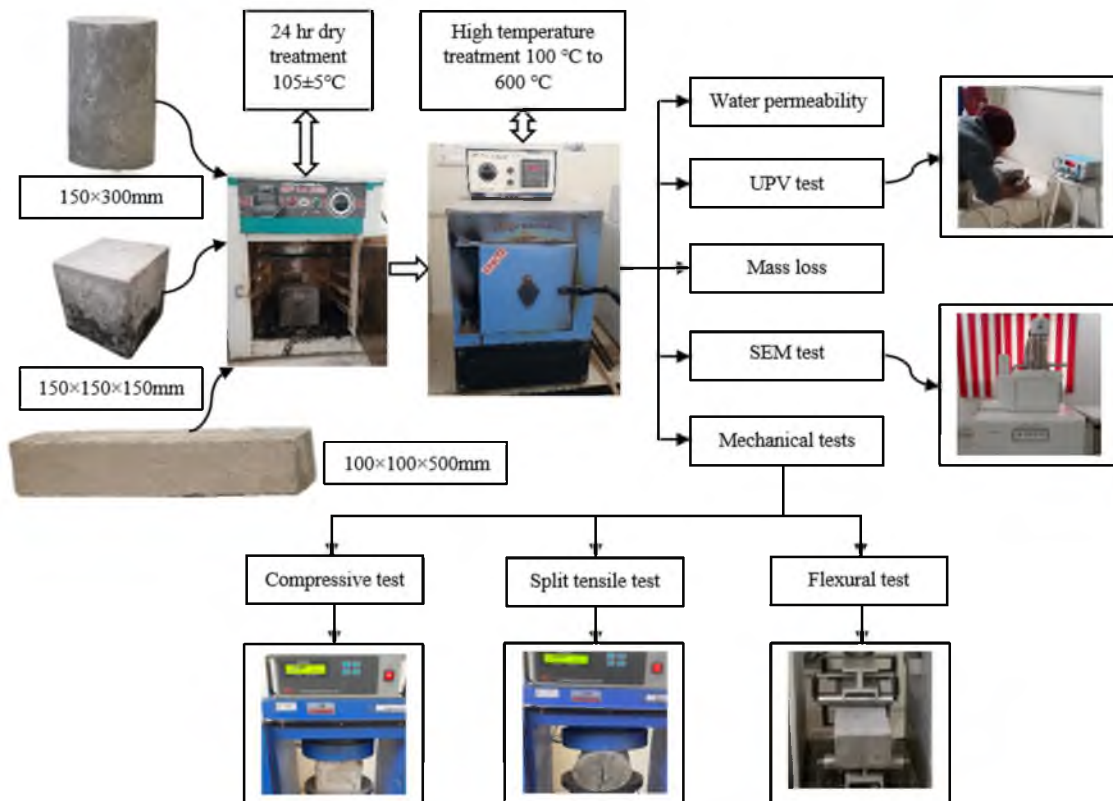 24 hr dry
treatment
105±5°C
High temperature
treatment 100 °C to
600 °C
Water permeability
150×300mm
UPV test
Mass loss
150×150×150mm
SEM test
100×100×500mm
Mechanical tests
Compressive test
Split tensile test
Flexural test